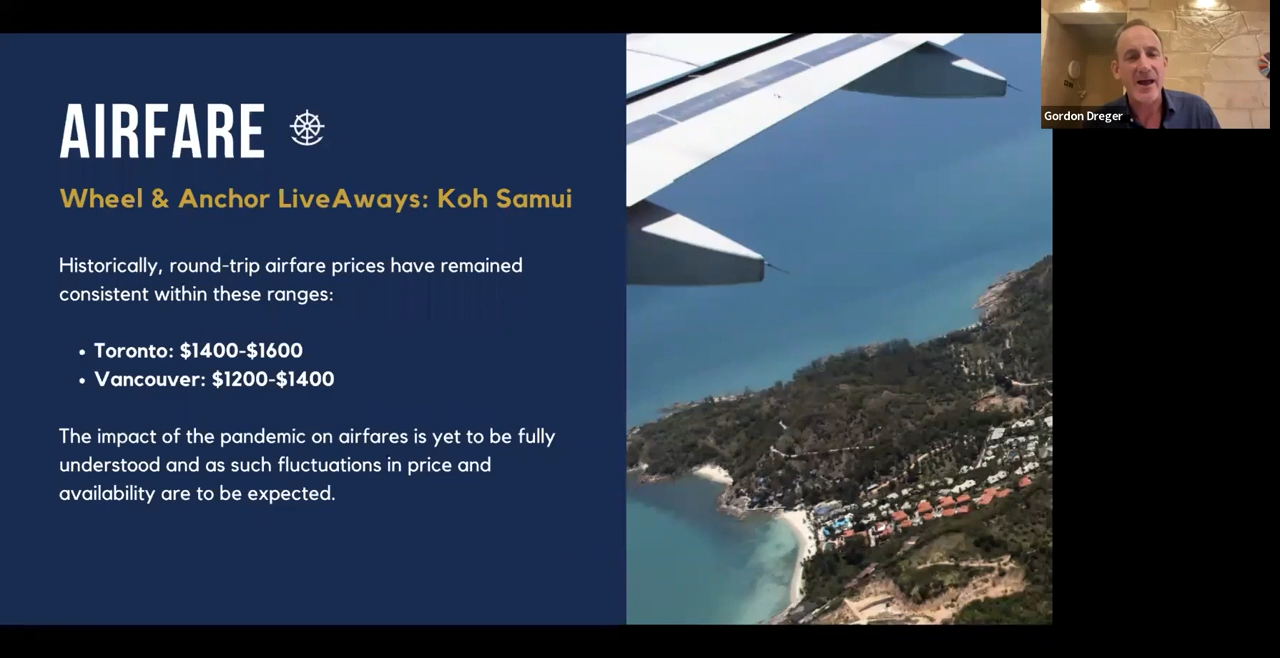 AIRFARE
Wheel & Anchor LiveAways: Koh Samui
Historically, round-trip airfare prices have remained
consistent within these ranges:
• Toronto: $1400-$1600
• Vancouver: $1200-$1400
The impact of the pandemic on airfares is yet to be fully
understood and as such fluctuations in price and
availability are to be expected.
Gordon Dreger